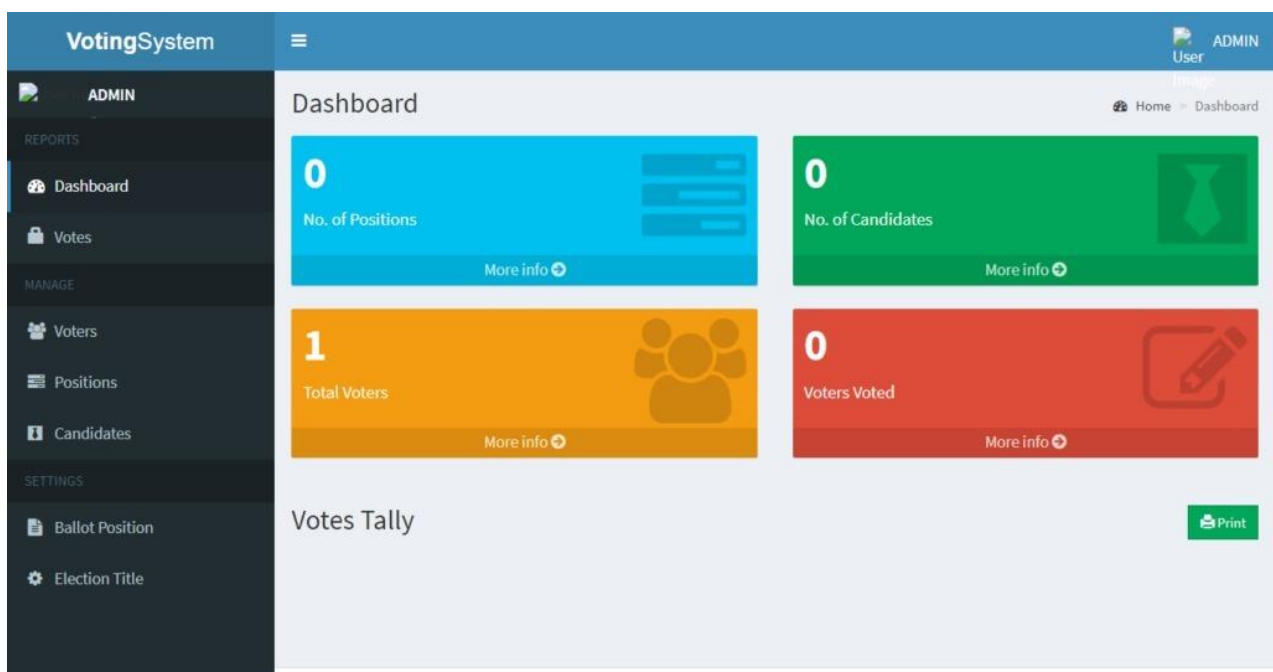 VotingSystem
ADMIN
User
Image
ADMIN
REPORTS
Dashboard
Votes
MANAGE
Voters
Positions
Candidates
SETTINGS
Ballot Position
Election Title
Dashboard
Home > Dashboard
0
No. of Positions
More info
0
No. of Candidates
More info
1
Total Voters
More info
0
Voters Voted
More info
Votes Tally
Print